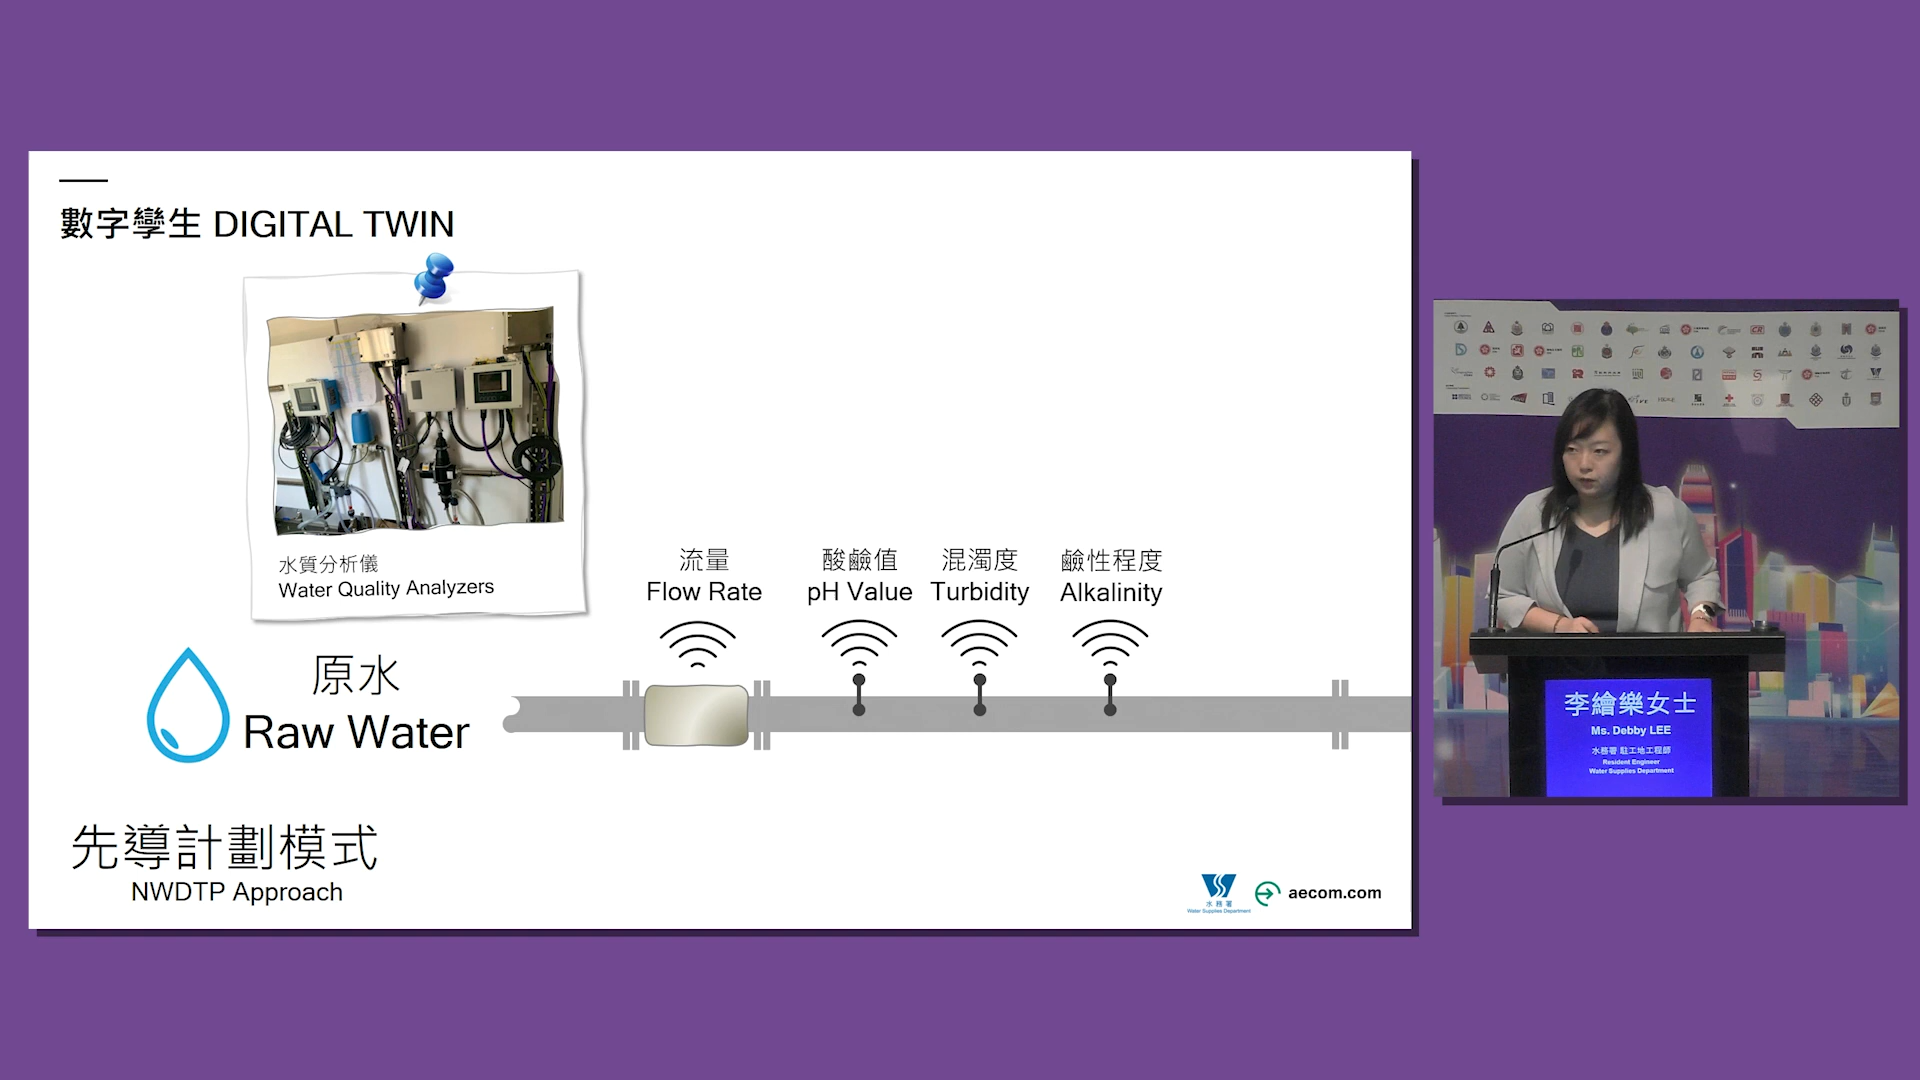 數字孿生 DIGITAL TWIN
水質分析儀
Water Quality Analyzers
流量
Flow Rate
酸鹼值
pH Value
混濁度
Turbidity
鹼性程度
Alkalinity
原水
Raw Water
先導計劃模式
NWDTP Approach
水務署
Water Supplies Department
aecom.com
李繪樂女士
Ms. Debby LEE
水務署 駐工地工程師
Resident Engineer
Water Supplies Department